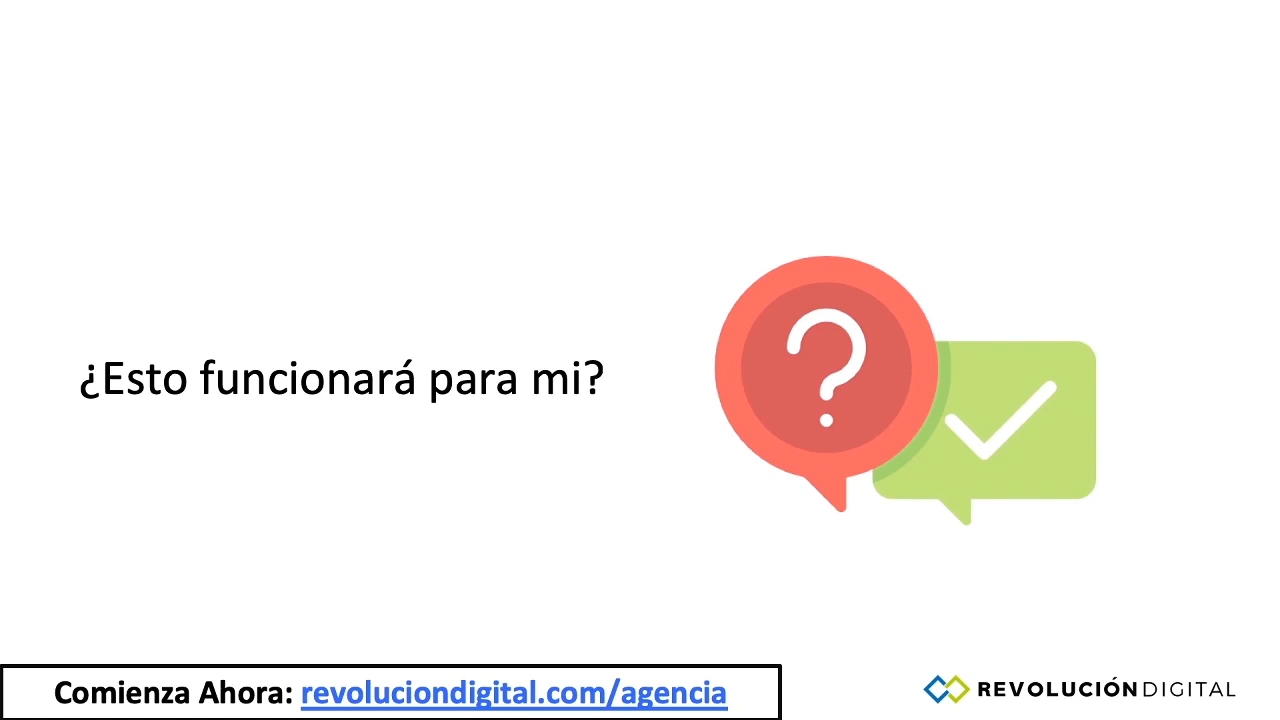 ¿Esto funcionará para mi?
?
Comienza Ahora: revoluciondigital.com/agencia
REVOLUCIÓNDIGITAL